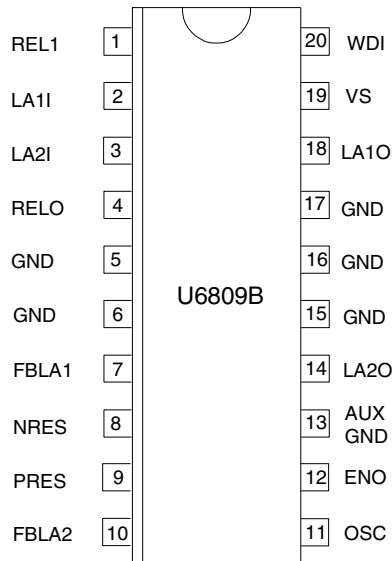 REL1 1 20 WDI
LA1I 2 19 VS
LA2I 3 18 LA1O
RELO 4 17 GND
GND 5 16 GND
U6809B
GND 6 15 GND
FBLA1 7 14 LA2O
NRES 8 13 AUX
GND
PRES 9 12 ENO
FBLA2 10 11 OSC